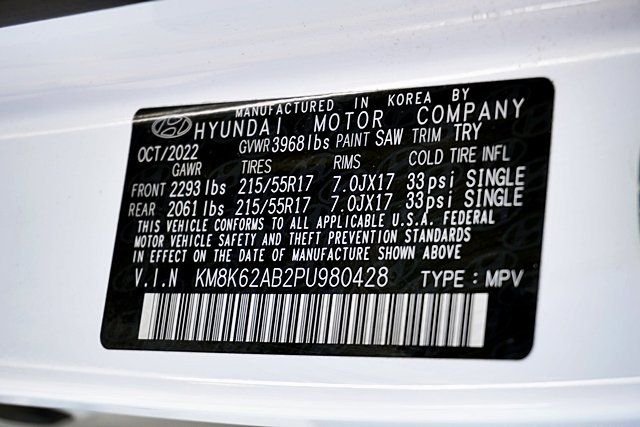 MANUFACTURED IN KOREA BY
HYUNDAI MOTOR COMPANY
OCT/2022 GVWR 3968lbs PAINT SAW TRIM TRY
GAWR TIRES RIMS COLD TIRE INFL
FRONT 2293 lbs 215/55R17 7.0JX17 33psi SINGLE
REAR 2061 lbs 215/55R17 7.0JX17 33psi SINGLE
THIS VEHICLE CONFORMS TO ALL APPLICABLE U.S.A. FEDERAL
MOTOR VEHICLE SAFETY AND THEFT PREVENTION STANDARDS
IN EFFECT ON THE DATE OF MANUFACTURE SHOWN ABOVE
V.I.N KM8K62AB2PU980428 TYPE : MPV